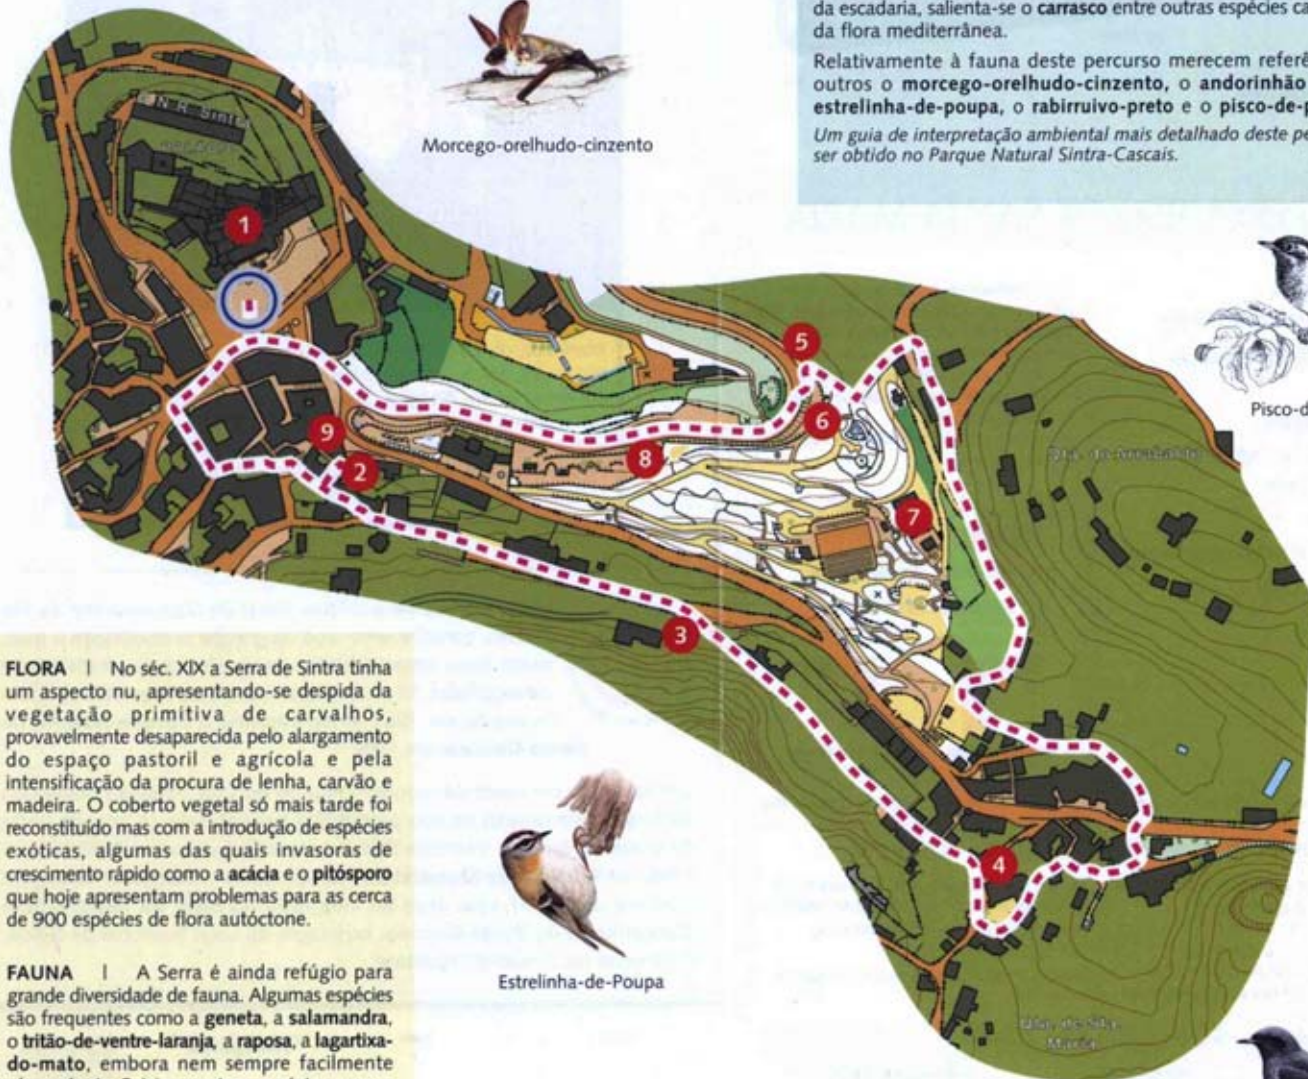 da escadaria, salienta-se o carrasco entre outras espécies ca
da flora mediterrânea.
Relativamente à fauna deste percurso merecem referê
outros o morcego-orelhudo-cinzento, o andorinhão
estrelinha-de-poupa, o rabirruivo-preto e o pisco-de-p
Um guia de interpretação ambiental mais detalhado deste pe
ser obtido no Parque Natural Sintra-Cascais.
Morcego-orelhudo-cinzento
1
5
Pisco-d
6
9
8
2
7
3
FLORA | No séc. XIX a Serra de Sintra tinha
um aspecto nu, apresentando-se despida da
vegetação primitiva de carvalhos,
provavelmente desaparecida pelo alargamento
do espaço pastoril e agrícola e pela
intensificação da procura de lenha, carvão e
madeira. O coberto vegetal só mais tarde foi
reconstituído mas com a introdução de espécies
exóticas, algumas das quais invasoras de
crescimento rápido como a acácia e o pitósporo
que hoje apresentam problemas para as cerca
de 900 espécies de flora autóctone.
4
Estrelinha-de-Poupa
FAUNA | A Serra é ainda refúgio para
grande diversidade de fauna. Algumas espécies
são frequentes como a geneta, a salamandra,
o tritão-de-ventre-laranja, a raposa, a lagartixa-
do-mato, embora nem sempre facilmente
Qta. de Sta.
Maria